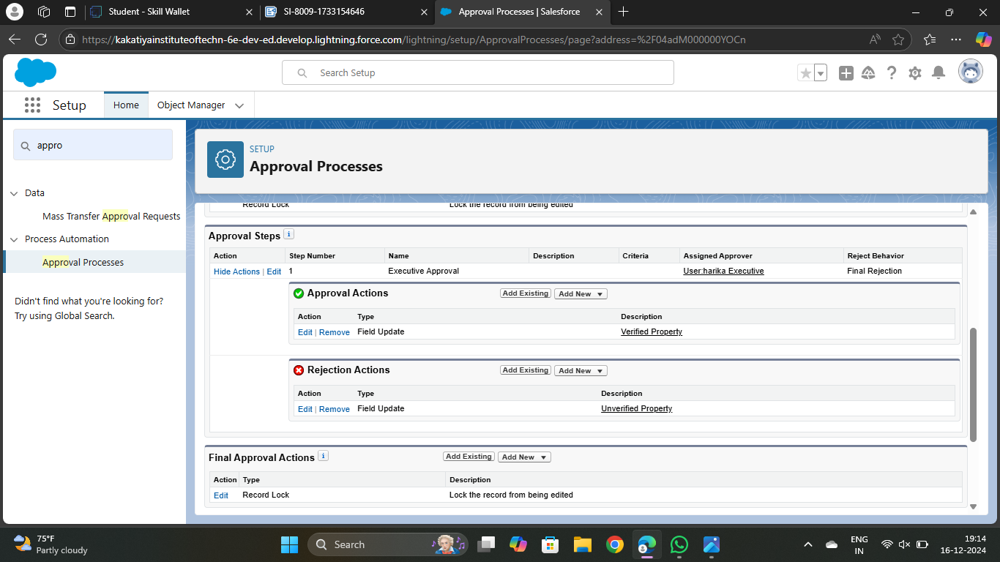 Student - Skill Wallet
SI-8009-1733154646
Approval Processes | Salesforce
https://kakatiyainstituteoftechn-6e-dev-ed.develop.lightning.force.com/lightning/setup/ApprovalProcesses/page?address=%2F04adM000000YOCn
Search Setup
Setup
Home
Object Manager
appro
Data
Mass Transfer Approval Requests
Process Automation
Approval Processes
Didn't find what you're looking for?
Try using Global Search.
SETUP
Approval Processes
Record Lock Lock the record from being edited
Approval Steps i
Action Step Number Name Description Criteria Assigned Approver Reject Behavior
Hide Actions | Edit 1 Executive Approval User:harika Executive Final Rejection
Approval Actions Add Existing Add New
Action Type Description
Edit | Remove Field Update Verified Property
Rejection Actions Add Existing Add New
Action Type Description
Edit | Remove Field Update Unverified Property
Final Approval Actions i Add Existing Add New
Action Type Description
Edit Record Lock Lock the record from being edited
75°F
Partly cloudy
Search
ENG
IN
19:14
16-12-2024